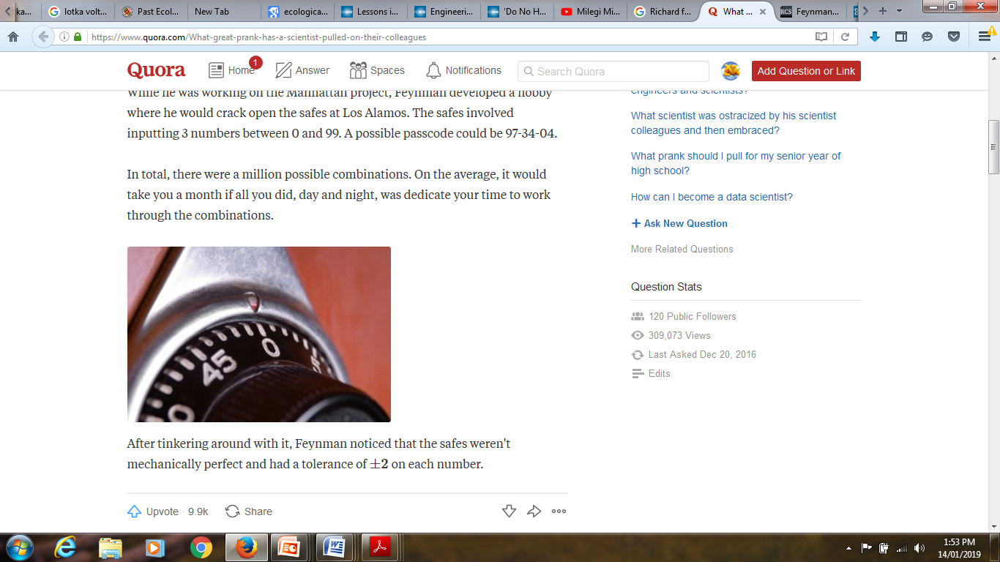 ka...
lotka volt...
Past Ecol...
New Tab
ecologica...
Lessons i...
Engineeri...
'Do No H...
Milegi Mi...
Richard f...
What ...
Feynman...
https://www.quora.com/What-great-prank-has-a-scientist-pulled-on-their-colleagues
Quora
Home
1
Answer
Spaces
Notifications
Search Quora
Add Question or Link
While he was working on the Manhattan project, Feynman developed a hobby
where he would crack open the safes at Los Alamos. The safes involved
inputting 3 numbers between 0 and 99. A possible passcode could be 97-34-04.
In total, there were a million possible combinations. On the average, it would
take you a month if all you did, day and night, was dedicate your time to work
through the combinations.
0
45
After tinkering around with it, Feynman noticed that the safes weren't
mechanically perfect and had a tolerance of ±2 on each number.
Upvote · 9.9k
Share
engineers and scientists?
What scientist was ostracized by his scientist
colleagues and then embraced?
What prank should I pull for my senior year of
high school?
How can I become a data scientist?
+ Ask New Question
More Related Questions
Question Stats
120 Public Followers
309,073 Views
Last Asked Dec 20, 2016
Edits
1:53 PM
14/01/2019